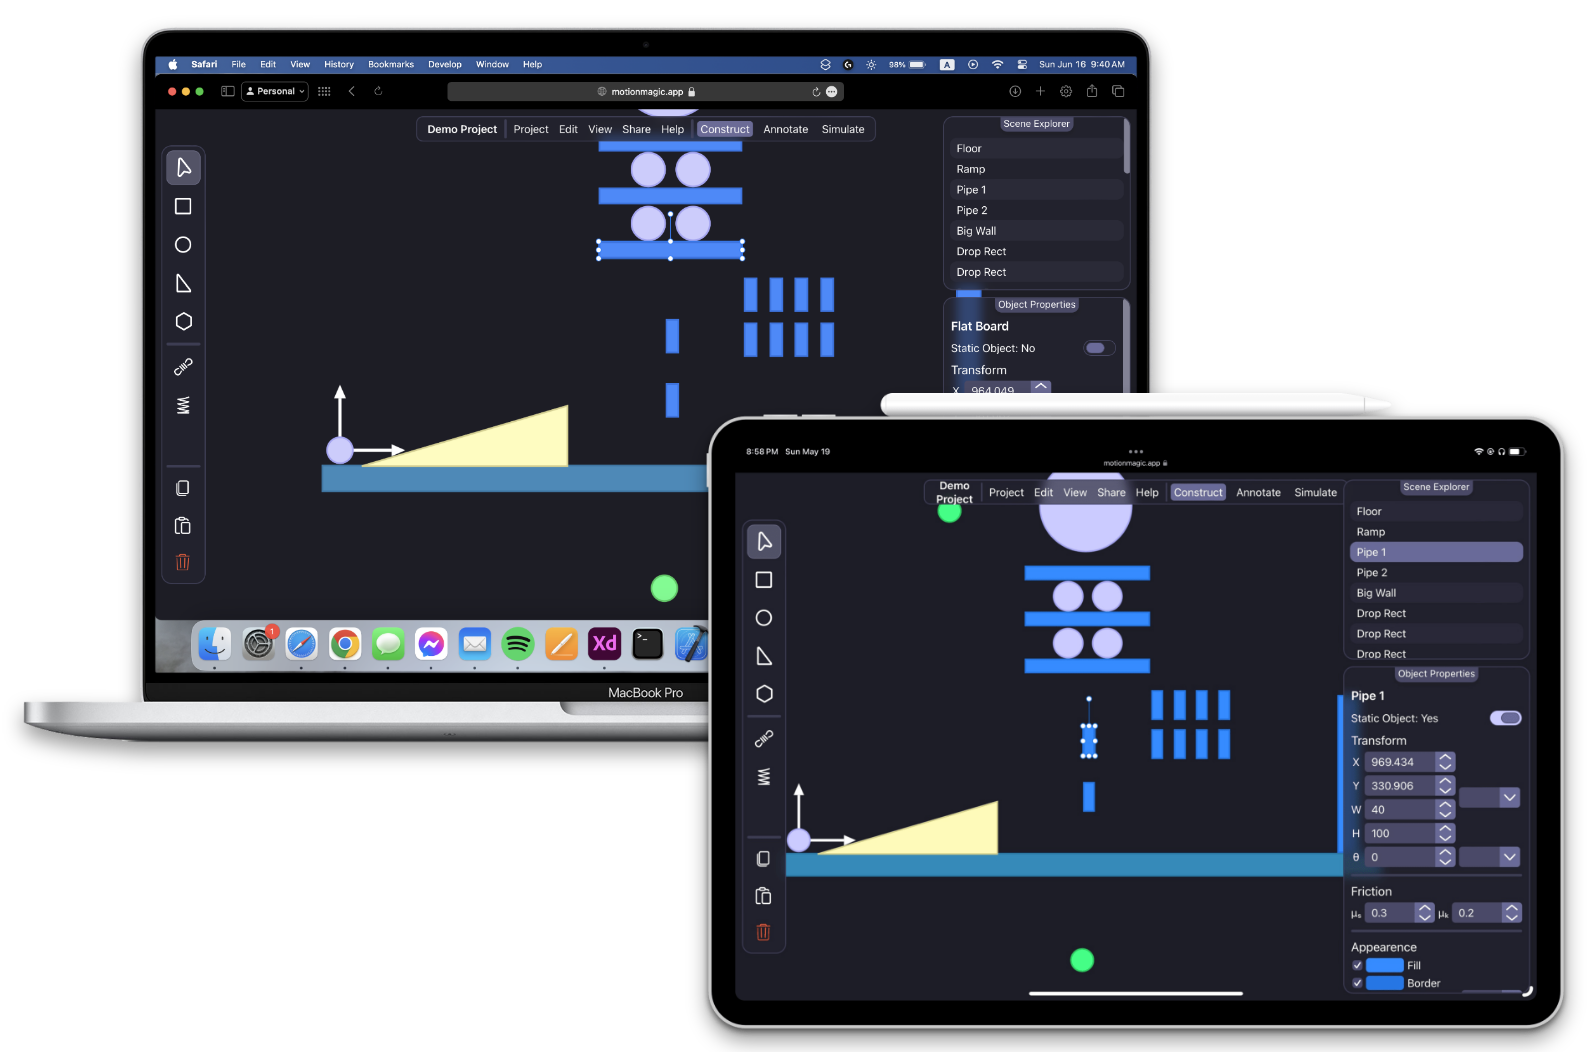 Safari File Edit View History Bookmarks Develop Window Help 98% A Sun Jun 16 9:40 AM
Personal motionmagic.app
Demo Project Project Edit View Share Help Construct Annotate Simulate
Scene Explorer
Floor
Ramp
Pipe 1
Pipe 2
Big Wall
Drop Rect
Drop Rect
Object Properties
Flat Board
Static Object: No
Transform
X 964.049
1
Xd
MacBook Pro
8:58 PM Sun May 19
motionmagic.app
Demo
Project
Project Edit View Share Help Construct Annotate Simulate
Scene Explorer
Floor
Ramp
Pipe 1
Pipe 2
Big Wall
Drop Rect
Drop Rect
Drop Rect
Object Properties
Pipe 1
Static Object: Yes
Transform
X 969.434
Y 330.906
W 40
H 100
θ 0
Friction
μₛ 0.3 μₖ 0.2
Appearence
Fill
Border